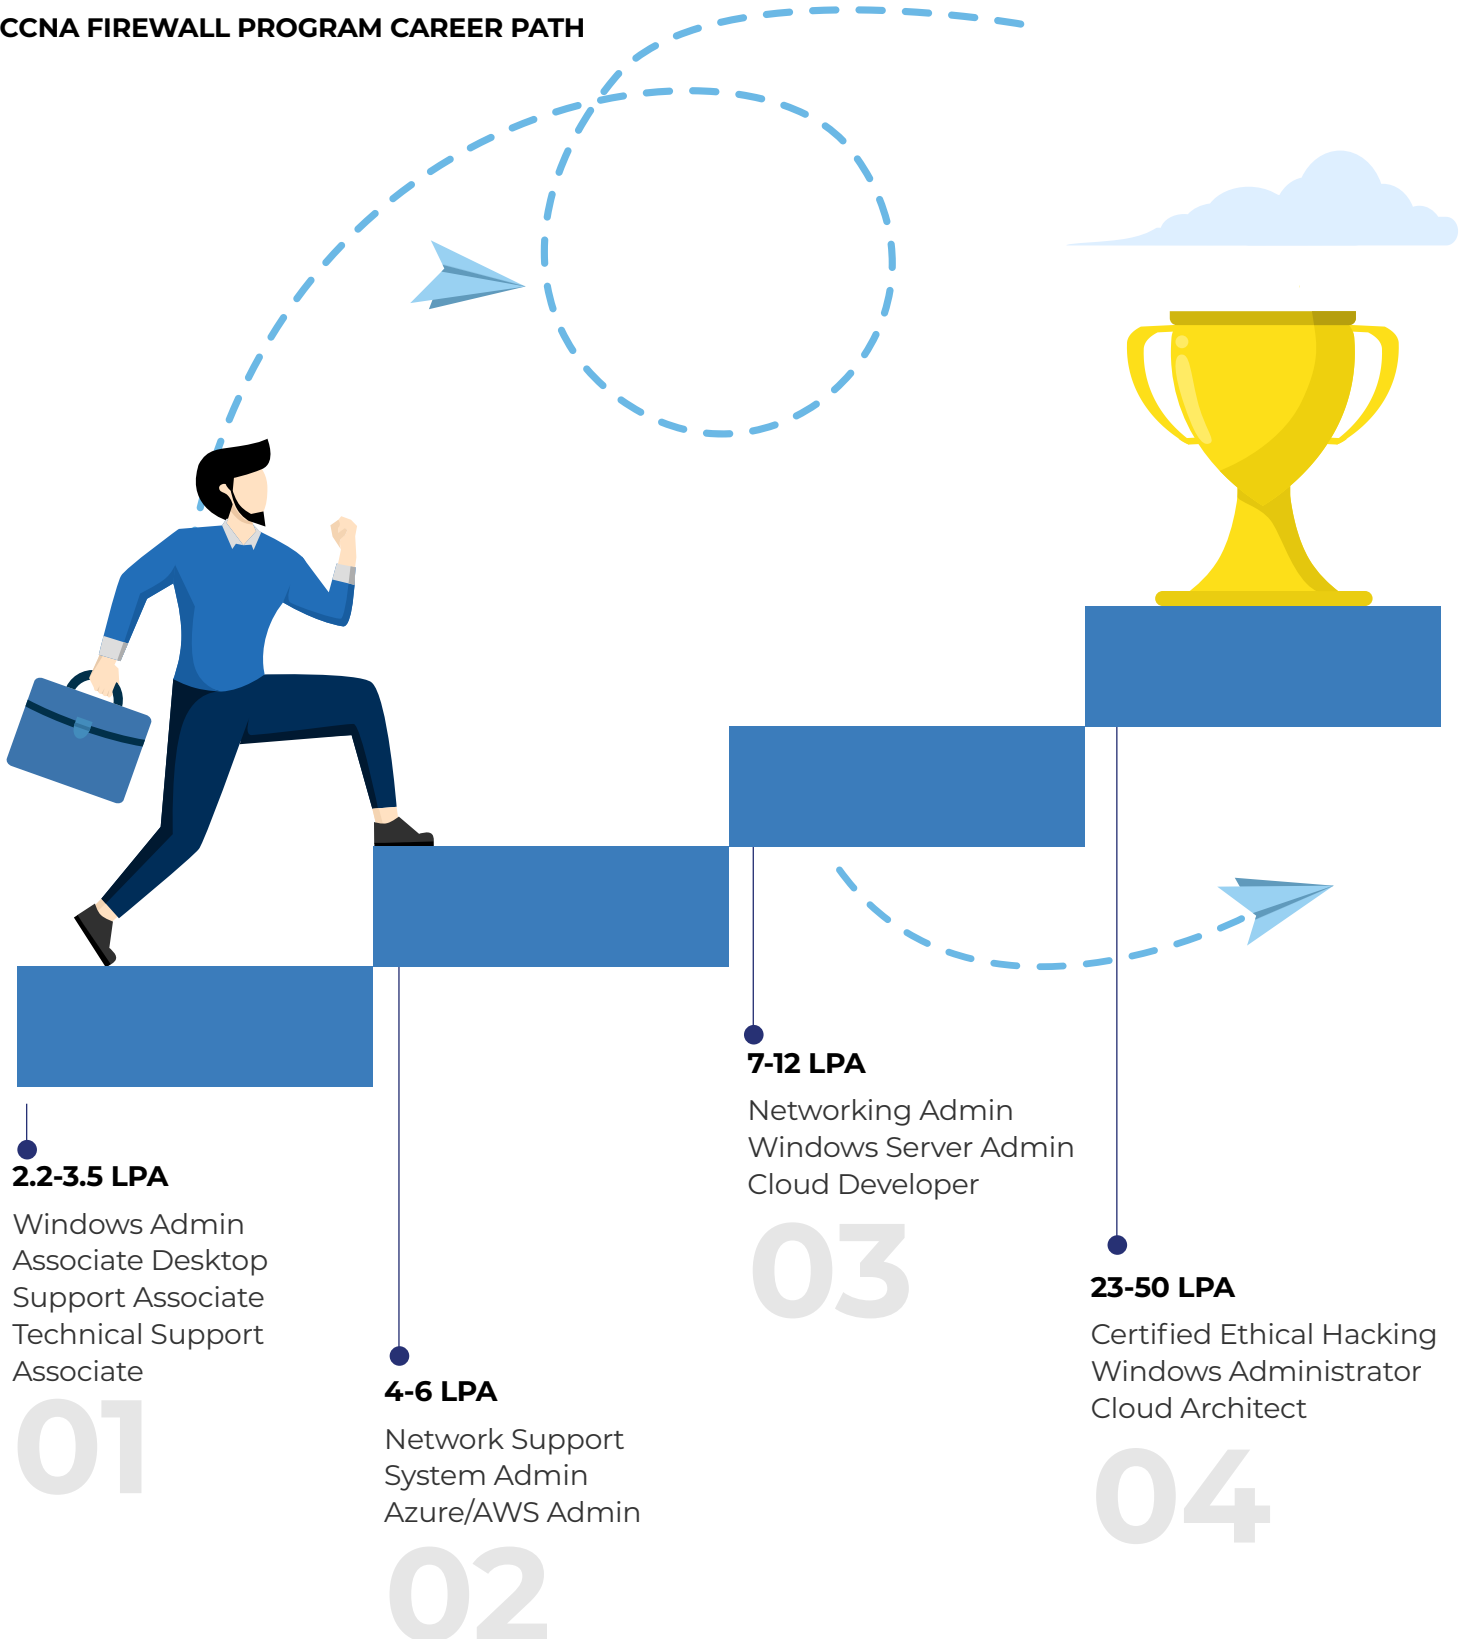 CCNA FIREWALL PROGRAM CAREER PATH
2.2-3.5 LPA
Windows Admin
Associate Desktop
Support Associate
Technical Support
Associate
01
4-6 LPA
Network Support
System Admin
Azure/AWS Admin
02
7-12 LPA
Networking Admin
Windows Server Admin
Cloud Developer
03
23-50 LPA
Certified Ethical Hacking
Windows Administrator
Cloud Architect
04